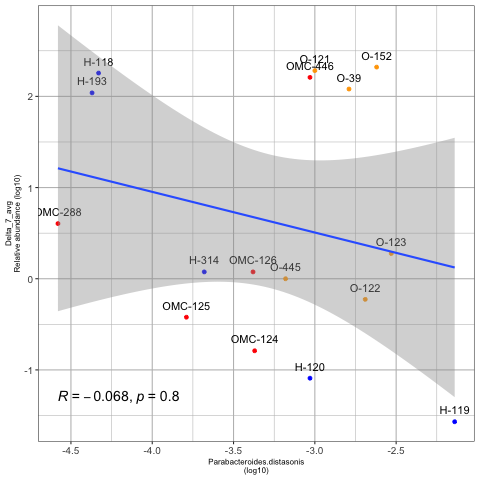 H-118
H-193
O-121
OMC-446
O-152
O-39
OMC-288
H-314
OMC-126
O-445
O-123
O-122
OMC-125
OMC-124
H-120
H-119
R = −0.068, p = 0.8
2
1
0
-1
-4.5 -4.0 -3.5 -3.0 -2.5
Delta_7_avg
Relative abundance (log10)
Parabacteroides.distasonis
(log10)